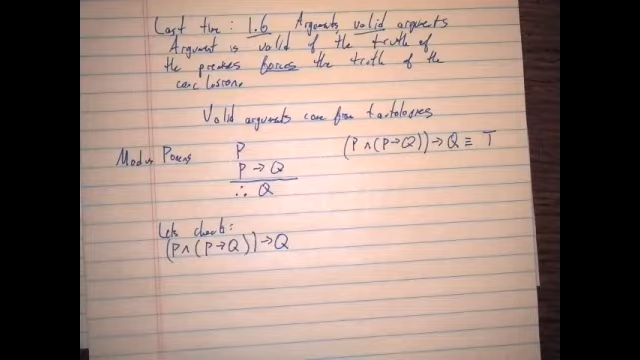 Last time: 1.6 Arguments valid arguments
Argument is valid if the truth of
the premises forces the truth of the
conclusion.
Valid arguments come from tautologies
Modus Ponens P (P ∧ (P → Q)) → Q ≡ T
P → Q
∴ Q
Lets check:
(P ∧ (P → Q)) → Q